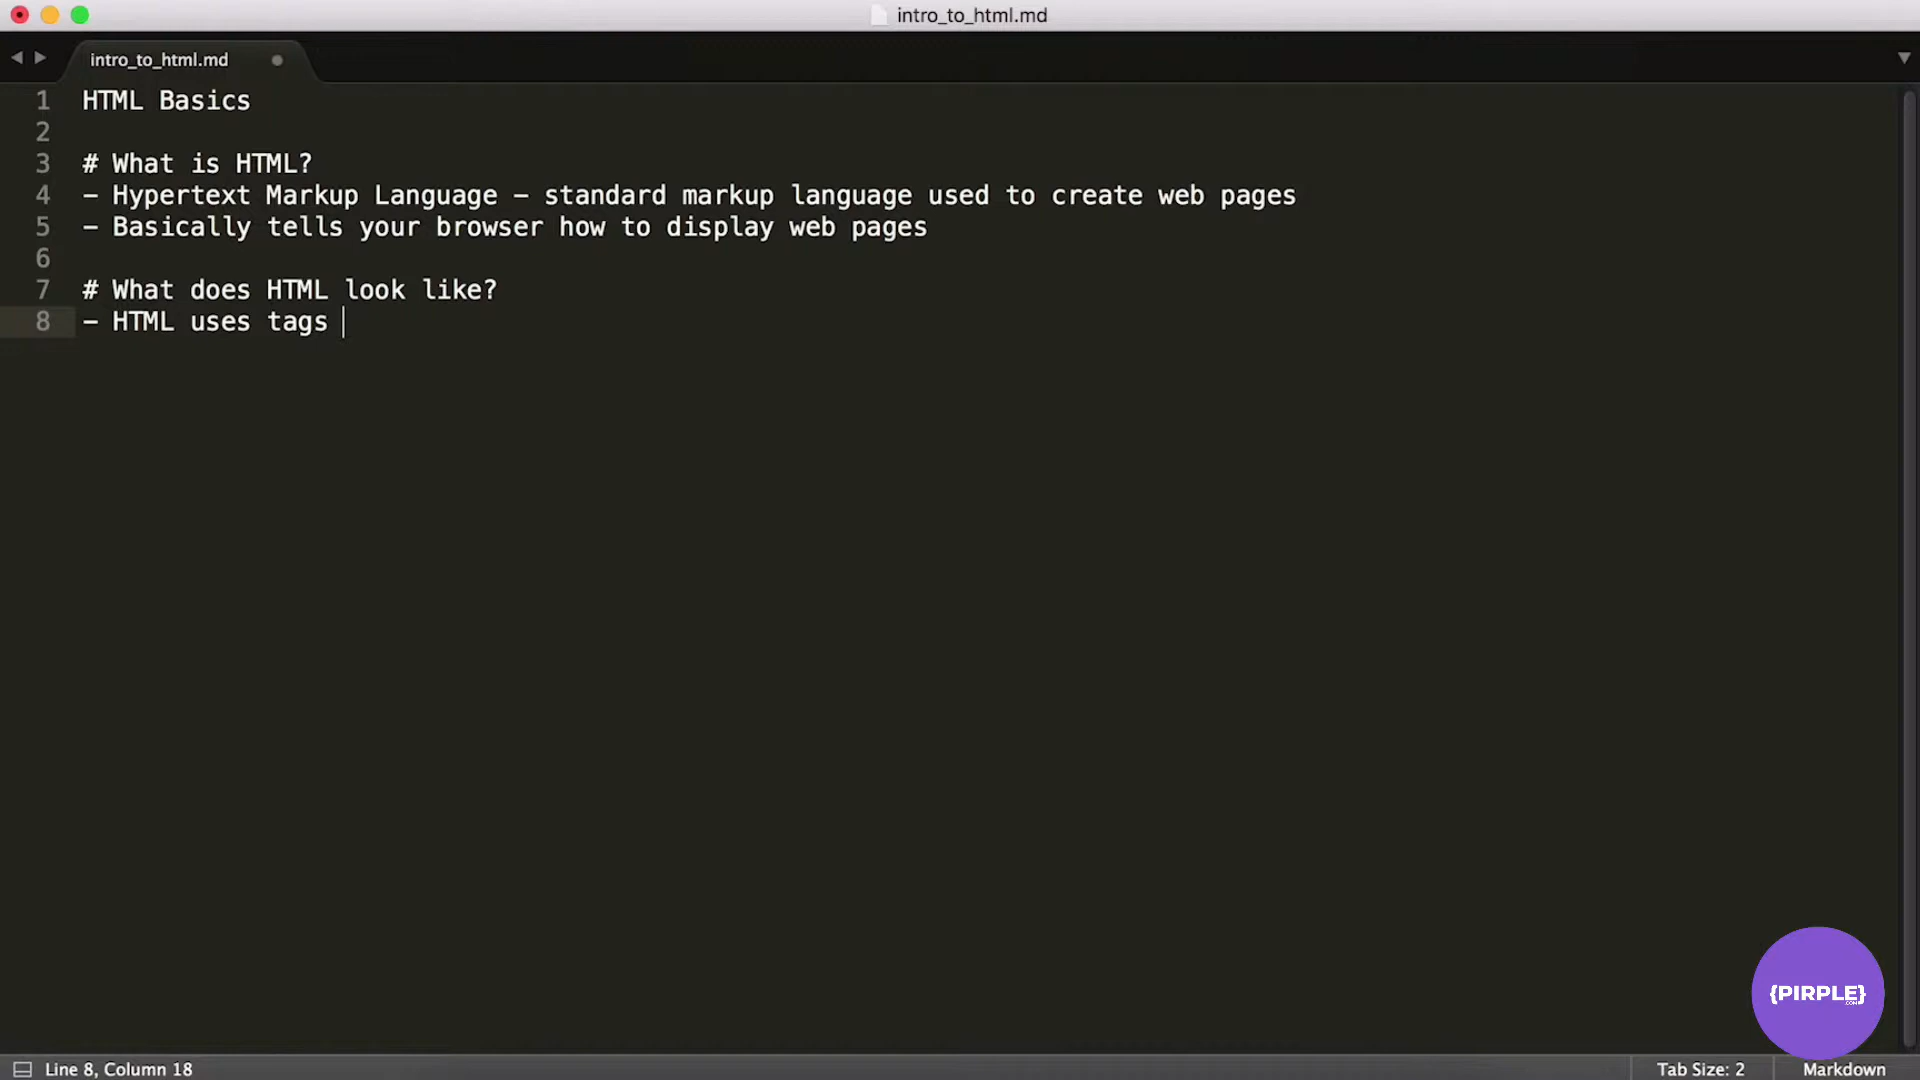 intro_to_html.md
intro_to_html.md
1 HTML Basics
2
3 # What is HTML?
4 - Hypertext Markup Language - standard markup language used to create web pages
5 - Basically tells your browser how to display web pages
6
7 # What does HTML look like?
8 - HTML uses tags
{PIRPLE}
.COM
Line 8, Column 18
Tab Size: 2
Markdown